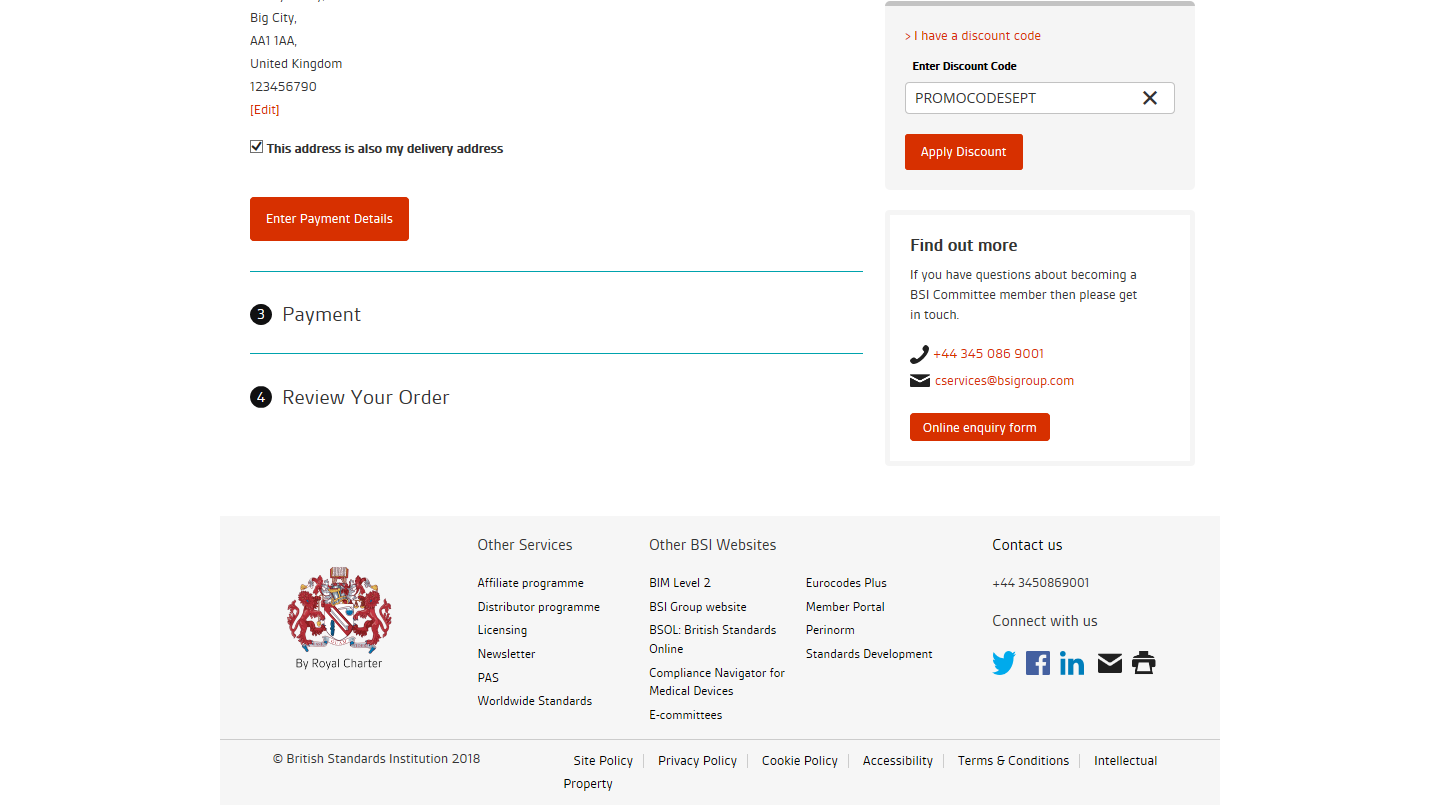 Big City,
AA1 1AA,
United Kingdom
123456790
[Edit]
This address is also my delivery address
Enter Payment Details
3 Payment
4 Review Your Order
> I have a discount code
Enter Discount Code
PROMOCODESEPT
Apply Discount
Find out more
If you have questions about becoming a
BSI Committee member then please get
in touch.
+44 345 086 9001
cservices@bsigroup.com
Online enquiry form
By Royal Charter
Other Services
Affiliate programme
Distributor programme
Licensing
Newsletter
PAS
Worldwide Standards
Other BSI Websites
BIM Level 2
BSI Group website
BSOL: British Standards
Online
Compliance Navigator for
Medical Devices
E-committees
Eurocodes Plus
Member Portal
Perinorm
Standards Development
Contact us
+44 3450869001
Connect with us
© British Standards Institution 2018
Site Policy Privacy Policy Cookie Policy Accessibility Terms & Conditions Intellectual
Property